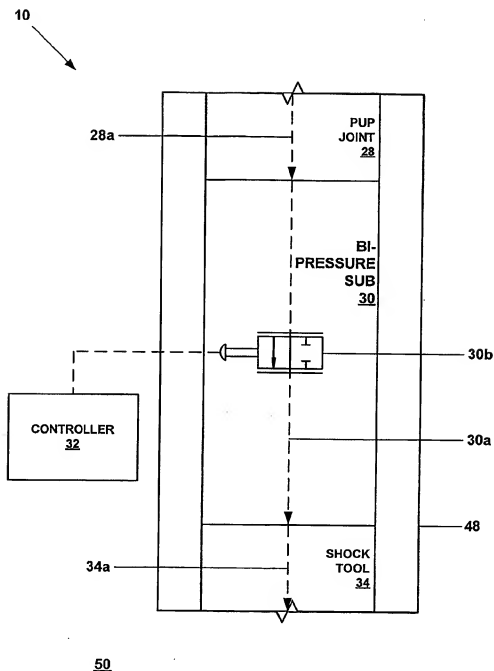 10
28a
PUP
JOINT
28
BI-
PRESSURE
SUB
30
30b
CONTROLLER
32
30a
48
34a
SHOCK
TOOL
34
50